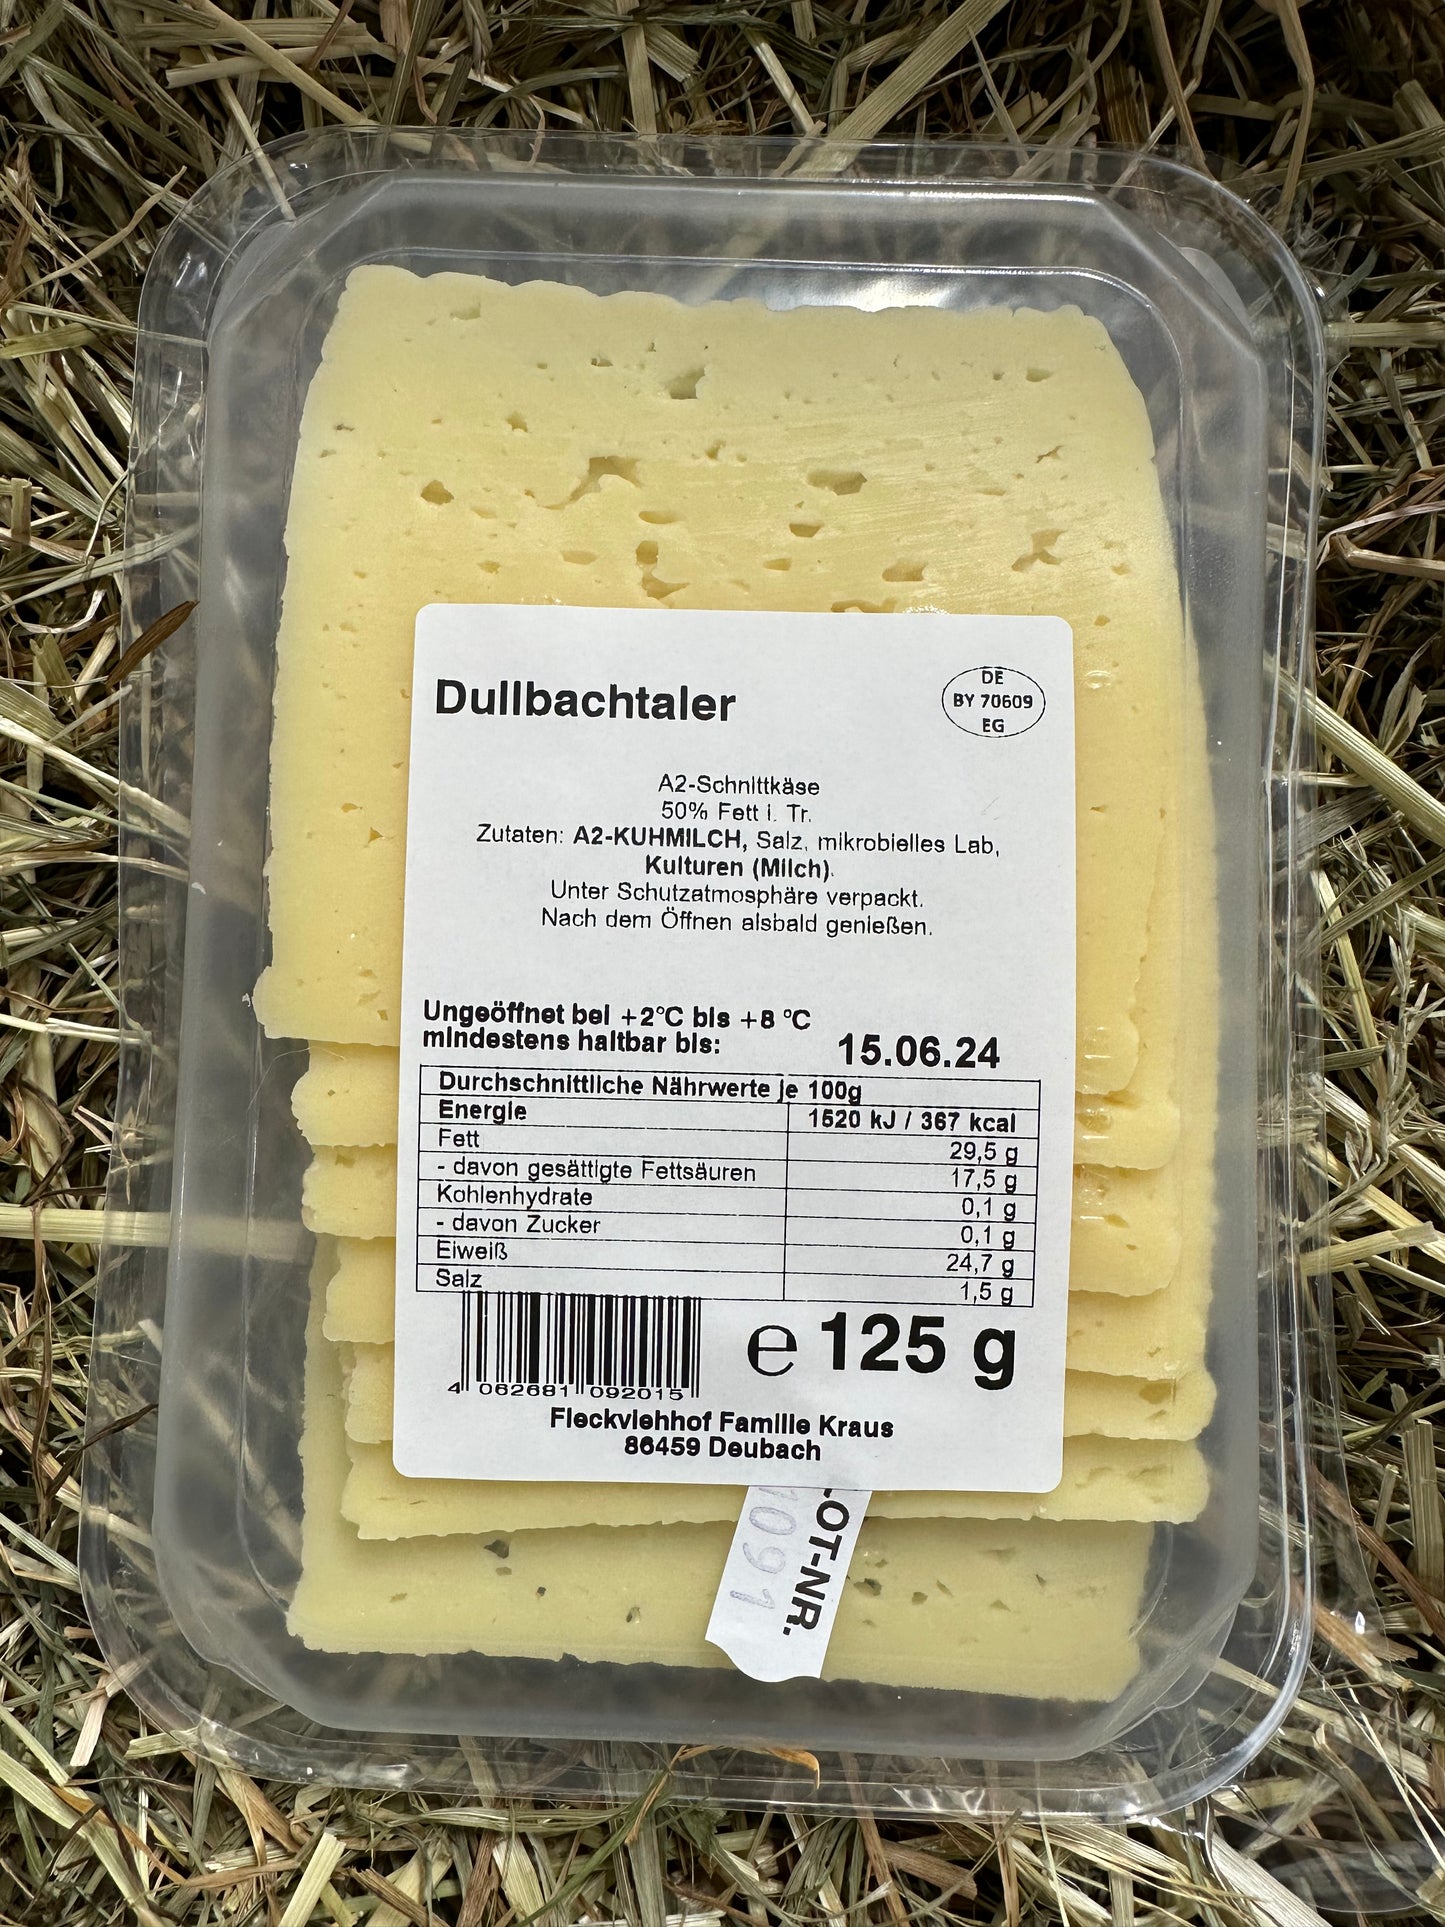 Dullbachtaler
DE
BY 70609
EG
A2-Schnittkäse
50% Fett i. Tr.
Zutaten: A2-KUHMILCH, Salz, mikrobielles Lab,
Kulturen (Milch).
Unter Schutzatmosphäre verpackt.
Nach dem Öffnen alsbald genießen.
Ungeöffnet bei +2°C bis +8 °C
mindestens haltbar bis:
15.06.24
Durchschnittliche Nährwerte je 100g
Energie 1520 kJ / 367 kcal
Fett 29,5 g
- davon gesättigte Fettsäuren 17,5 g
Kohlenhydrate 0,1 g
- davon Zucker 0,1 g
Eiweiß 24,7 g
Salz 1,5 g
4 062681 092015
e 125 g
Fleckviehhof Familie Kraus
86459 Deubach
LOT-NR.
1091